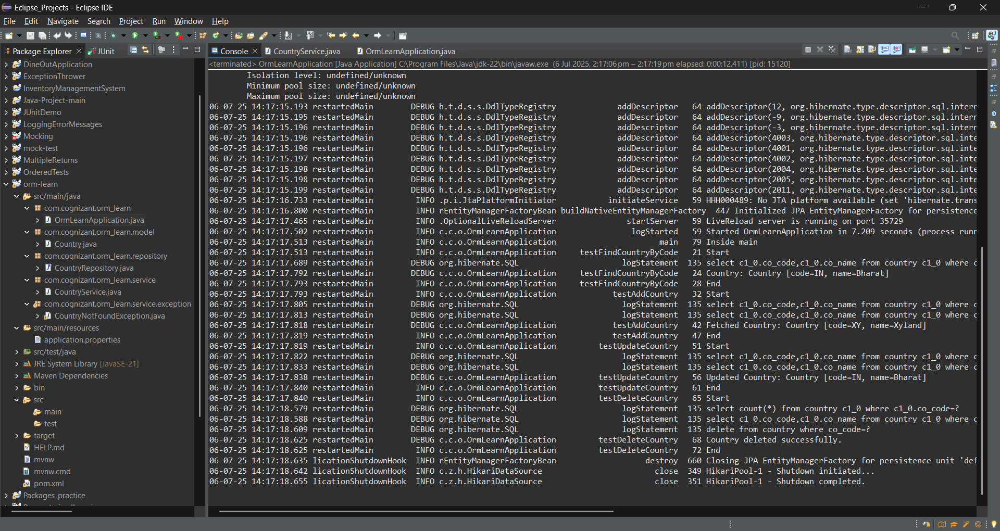 Eclipse_Projects - Eclipse IDE
File Edit Navigate Search Project Run Window Help
Package Explorer
JUnit
DineOutApplication
ExceptionThrower
InventoryManagementSystem
Java-Project-main
JUnitDemo
LoggingErrorMessages
Mocking
mock-test
MultipleReturns
OrderedTests
orm-learn
src/main/java
com.cognizant.orm_learn
OrmLearnApplication.java
com.cognizant.orm_learn.model
Country.java
com.cognizant.orm_learn.repository
CountryRepository.java
com.cognizant.orm_learn.service
CountryService.java
com.cognizant.orm_learn.service.exception
CountryNotFoundException.java
src/main/resources
application.properties
src/test/java
JRE System Library [JavaSE-21]
Maven Dependencies
bin
src
main
test
target
HELP.md
mvnw
mvnw.cmd
pom.xml
Packages_practice
Console
CountryService.java
OrmLearnApplication.java
<terminated> OrmLearnApplication [Java Application] C:\Program Files\Java\jdk-22\bin\javaw.exe (6 Jul 2025, 2:17:06 pm – 2:17:19 pm elapsed: 0:00:12.411) [pid: 15120]
Isolation level: undefined/unknown
Minimum pool size: undefined/unknown
Maximum pool size: undefined/unknown
06-07-25 14:17:15.193 restartedMain DEBUG h.t.d.s.s.DdlTypeRegistry addDescriptor 64 addDescriptor(12, org.hibernate.type.descriptor.sql.intern
06-07-25 14:17:15.195 restartedMain DEBUG h.t.d.s.s.DdlTypeRegistry addDescriptor 64 addDescriptor(-9, org.hibernate.type.descriptor.sql.intern
06-07-25 14:17:15.196 restartedMain DEBUG h.t.d.s.s.DdlTypeRegistry addDescriptor 64 addDescriptor(-3, org.hibernate.type.descriptor.sql.intern
06-07-25 14:17:15.196 restartedMain DEBUG h.t.d.s.s.DdlTypeRegistry addDescriptor 64 addDescriptor(4003, org.hibernate.type.descriptor.sql.inte
06-07-25 14:17:15.196 restartedMain DEBUG h.t.d.s.s.DdlTypeRegistry addDescriptor 64 addDescriptor(4001, org.hibernate.type.descriptor.sql.inte
06-07-25 14:17:15.197 restartedMain DEBUG h.t.d.s.s.DdlTypeRegistry addDescriptor 64 addDescriptor(4002, org.hibernate.type.descriptor.sql.inte
06-07-25 14:17:15.198 restartedMain DEBUG h.t.d.s.s.DdlTypeRegistry addDescriptor 64 addDescriptor(2004, org.hibernate.type.descriptor.sql.inte
06-07-25 14:17:15.198 restartedMain DEBUG h.t.d.s.s.DdlTypeRegistry addDescriptor 64 addDescriptor(2005, org.hibernate.type.descriptor.sql.inte
06-07-25 14:17:15.199 restartedMain DEBUG h.t.d.s.s.DdlTypeRegistry addDescriptor 64 addDescriptor(2011, org.hibernate.type.descriptor.sql.inte
06-07-25 14:17:16.733 restartedMain INFO .p.i.JtaPlatformInitiator initiateService 59 HHH000489: No JTA platform available (set 'hibernate.trans
06-07-25 14:17:16.800 restartedMain INFO rEntityManagerFactoryBean buildNativeEntityManagerFactory 447 Initialized JPA EntityManagerFactory for persistence
06-07-25 14:17:17.465 restartedMain INFO .OptionalLiveReloadServer startServer 59 LiveReload server is running on port 35729
06-07-25 14:17:17.502 restartedMain INFO c.c.o.OrmLearnApplication logStarted 59 Started OrmLearnApplication in 7.209 seconds (process runn
06-07-25 14:17:17.513 restartedMain INFO c.c.o.OrmLearnApplication main 79 Inside main
06-07-25 14:17:17.513 restartedMain INFO c.c.o.OrmLearnApplication testFindCountryByCode 21 Start
06-07-25 14:17:17.689 restartedMain DEBUG org.hibernate.SQL logStatement 135 select c1_0.co_code,c1_0.co_name from country c1_0 where c
06-07-25 14:17:17.792 restartedMain DEBUG c.c.o.OrmLearnApplication testFindCountryByCode 24 Country: Country [code=IN, name=Bharat]
06-07-25 14:17:17.793 restartedMain INFO c.c.o.OrmLearnApplication testFindCountryByCode 28 End
06-07-25 14:17:17.793 restartedMain INFO c.c.o.OrmLearnApplication testAddCountry 32 Start
06-07-25 14:17:17.805 restartedMain DEBUG org.hibernate.SQL logStatement 135 select c1_0.co_code,c1_0.co_name from country c1_0 where c
06-07-25 14:17:17.813 restartedMain DEBUG org.hibernate.SQL logStatement 135 select c1_0.co_code,c1_0.co_name from country c1_0 where c
06-07-25 14:17:17.818 restartedMain DEBUG c.c.o.OrmLearnApplication testAddCountry 42 Fetched Country: Country [code=XY, name=Xyland]
06-07-25 14:17:17.819 restartedMain INFO c.c.o.OrmLearnApplication testAddCountry 47 End
06-07-25 14:17:17.819 restartedMain INFO c.c.o.OrmLearnApplication testUpdateCountry 51 Start
06-07-25 14:17:17.822 restartedMain DEBUG org.hibernate.SQL logStatement 135 select c1_0.co_code,c1_0.co_name from country c1_0 where c
06-07-25 14:17:17.833 restartedMain DEBUG org.hibernate.SQL logStatement 135 select c1_0.co_code,c1_0.co_name from country c1_0 where c
06-07-25 14:17:17.838 restartedMain DEBUG c.c.o.OrmLearnApplication testUpdateCountry 56 Updated Country: Country [code=IN, name=Bharat]
06-07-25 14:17:17.840 restartedMain INFO c.c.o.OrmLearnApplication testUpdateCountry 61 End
06-07-25 14:17:17.840 restartedMain INFO c.c.o.OrmLearnApplication testDeleteCountry 65 Start
06-07-25 14:17:18.579 restartedMain DEBUG org.hibernate.SQL logStatement 135 select count(*) from country c1_0 where c1_0.co_code=?
06-07-25 14:17:18.588 restartedMain DEBUG org.hibernate.SQL logStatement 135 select c1_0.co_code,c1_0.co_name from country c1_0 where c
06-07-25 14:17:18.609 restartedMain DEBUG org.hibernate.SQL logStatement 135 delete from country where co_code=?
06-07-25 14:17:18.625 restartedMain DEBUG c.c.o.OrmLearnApplication testDeleteCountry 68 Country deleted successfully.
06-07-25 14:17:18.625 restartedMain INFO c.c.o.OrmLearnApplication testDeleteCountry 72 End
06-07-25 14:17:18.635 licationShutdownHook INFO rEntityManagerFactoryBean destroy 660 Closing JPA EntityManagerFactory for persistence unit 'def
06-07-25 14:17:18.642 licationShutdownHook INFO c.z.h.HikariDataSource close 349 HikariPool-1 - Shutdown initiated...
06-07-25 14:17:18.655 licationShutdownHook INFO c.z.h.HikariDataSource close 351 HikariPool-1 - Shutdown completed.